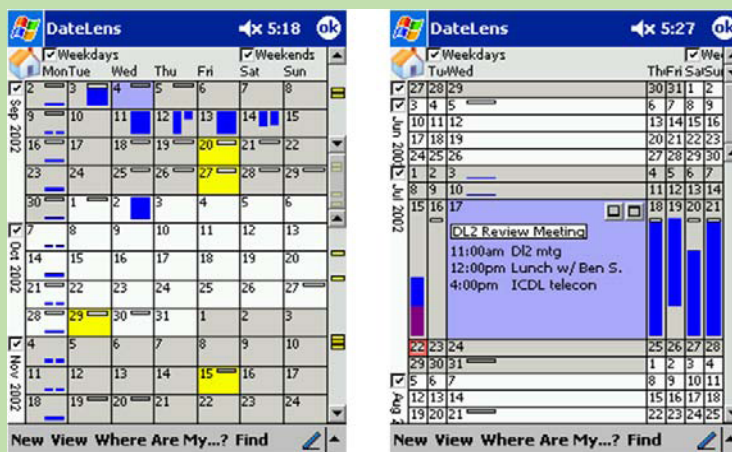 DateLens 5:18 ok
Weekdays Weekends
Mon Tue Wed Thu Fri Sat Sun
Sep 2002
2 3 4 5 6 7 8
9 10 11 12 13 14 15
16 17 18 19 20 21 22
23 24 25 26 27 28 29
30 1 2 3 4 5 6
Oct 2002
7 8 9 10 11 12 13
14 15 16 17 18 19 20
21 22 23 24 25 26 27
28 29 30 31 1 2 3
Nov 2002
4 5 6 7 8 9 10
11 12 13 14 15 16 17
18 19 20 21 22 23 24
New View Where Are My...? Find
DateLens 5:27 ok
Weekdays
Tu Wed Fri Sun
27 28 29 30 31 1 2
Jun
3 4 5 6 7 8 9
10 11 12 13 14 15 16
17 18 19 20 21 22 23
24 25 26 27 28 29 30
Jul 2002
1 2 3 4 5 6 7
8 9 10 11 12 13 14
15 16 17 18 19 20 21
DL2 Review Meeting
11:00am Dl2 mtg
12:00pm Lunch w/ Ben S.
4:00pm ICDL telecon
22 23 24 25 26 27 28
29 30 31 1 2 3 4
Aug
5 6 7 8 9 10 11
12 13 14 15 16 17 18
19 20 21 22 23 24 25
New View Where Are My...? Find